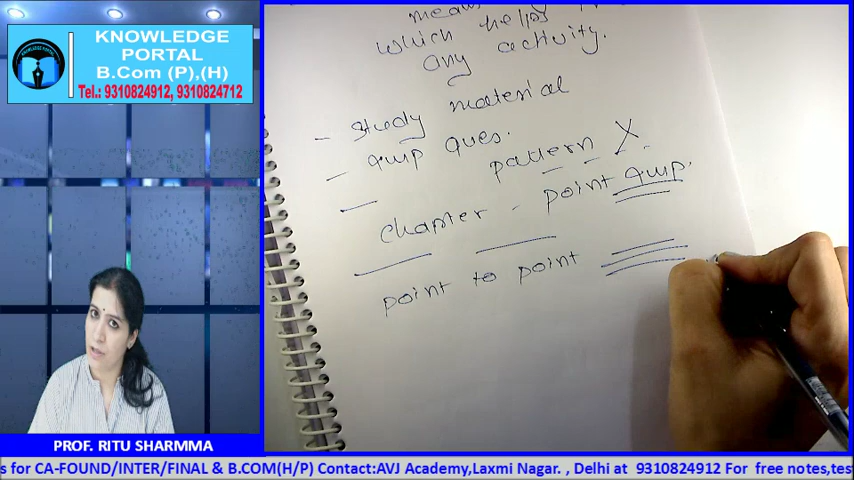 KNOWLEDGE
PORTAL
B.Com (P),(H)
Tel.: 9310824912, 9310824712
which helps
any activity.
- Study material
- qmp ques.
pattern X.
chapter - point qmp.
point to point
PROF. RITU SHARMMA
s for CA-FOUND/INTER/FINAL & B.COM(H/P) Contact:AVJ Academy,Laxmi Nagar. , Delhi at 9310824912 For free notes,tes